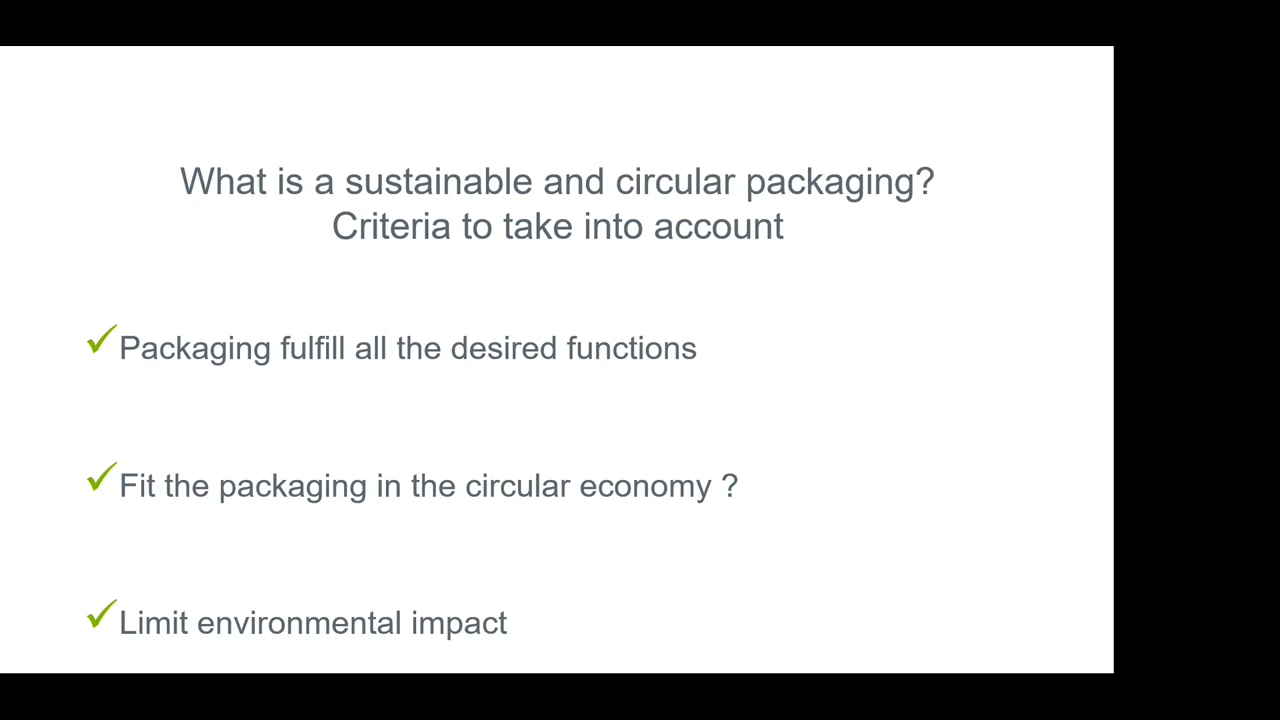 What is a sustainable and circular packaging?
Criteria to take into account
Packaging fulfill all the desired functions
Fit the packaging in the circular economy ?
Limit environmental impact